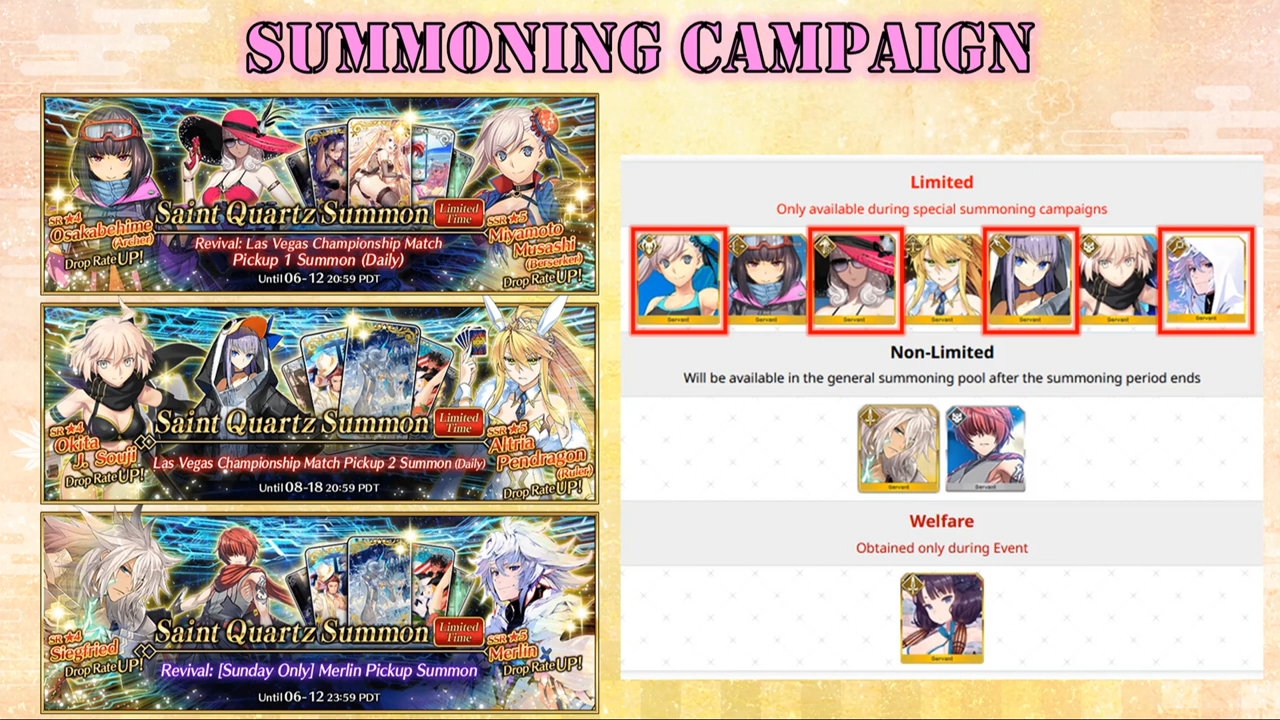 SUMMONING CAMPAIGN
SR ★4
Osakabehime
(Archer)
Drop Rate UP!
Saint Quartz Summon
Limited
Time
Revival: Las Vegas Championship Match
Pickup 1 Summon (Daily)
Until 06-12 20:59 PDT
SSR ★5
Miyamoto
Musashi
(Berserker)
Drop Rate UP!
SR ★4
Okita
J. Souji
Drop Rate UP!
Saint Quartz Summon
Limited
Time
Las Vegas Championship Match Pickup 2 Summon (Daily)
Until 08-18 20:59 PDT
SSR ★5
Altria
Pendragon
(Ruler)
Drop Rate UP!
SR ★4
Siegfried
Drop Rate UP!
Saint Quartz Summon
Limited
Time
Revival: [Sunday Only] Merlin Pickup Summon
Until 06-12 23:59 PDT
SSR ★5
Merlin
Drop Rate UP!
Limited
Only available during special summoning campaigns
Servant Servant Servant Servant Servant Servant Servant
Non-Limited
Will be available in the general summoning pool after the summoning period ends
Servant Servant
Welfare
Obtained only during Event
Servant